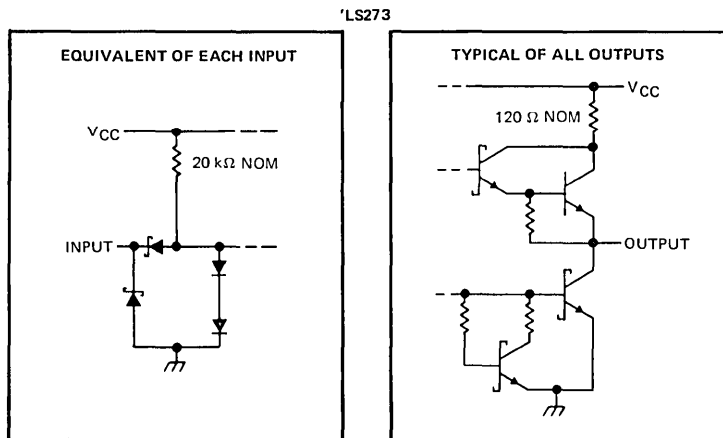 'LS273
EQUIVALENT OF EACH INPUT
VCC
20 kΩ NOM
INPUT
TYPICAL OF ALL OUTPUTS
VCC
120 Ω NOM
OUTPUT